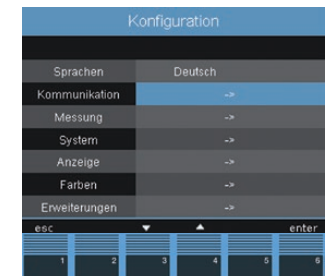 Konfiguration
Sprachen Deutsch
Kommunikation ->
Messung ->
System ->
Anzeige ->
Farben ->
Erweiterungen ->
esc ▼ ▲ enter
1 2 3 4 5 6